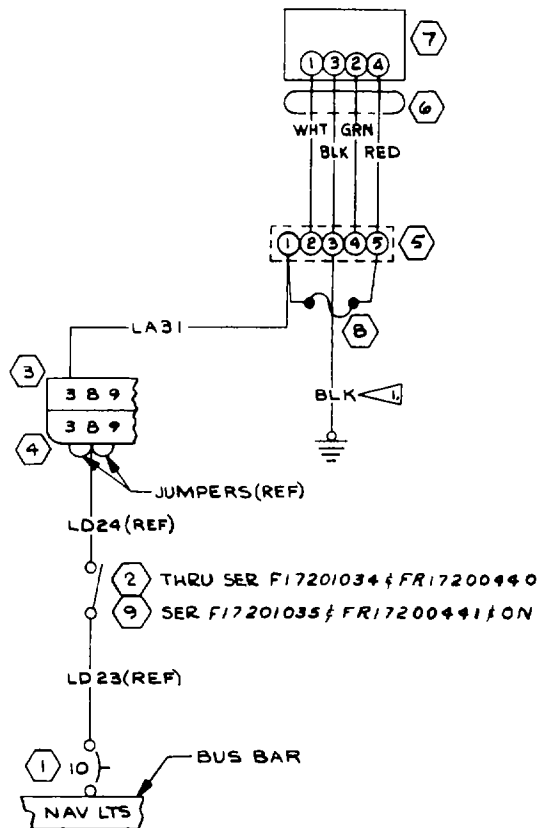 7
1 3 2 4
6
WHT GRN
BLK RED
1 2 3 4 5
5
8
LA31
3
3 8 9
BLK 1.
3 8 9
4
JUMPERS (REF)
LD24 (REF)
2 THRU SER F17201034 & FR17200440
9 SER F17201035 & FR17200441 & ON
LD23 (REF)
1 10
BUS BAR
NAV LTS